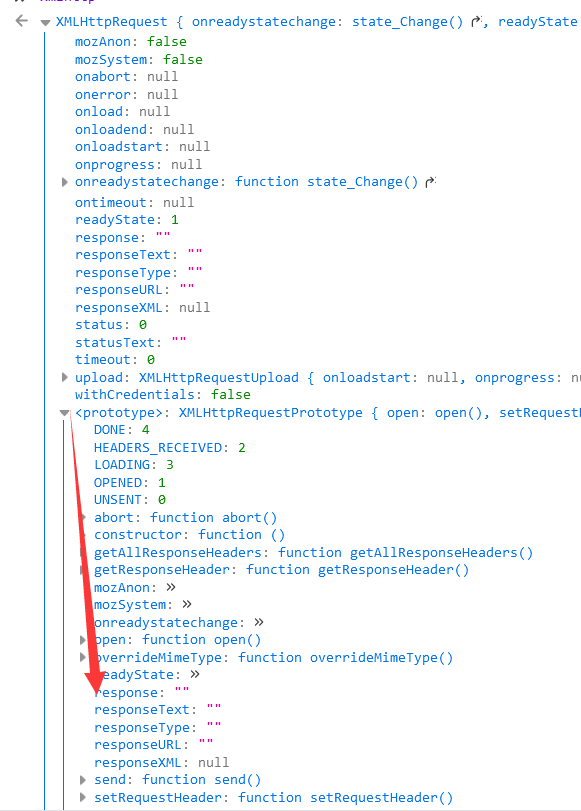 XMLHttpRequest { onreadystatechange: state_Change() , readyState
mozAnon: false
mozSystem: false
onabort: null
onerror: null
onload: null
onloadend: null
onloadstart: null
onprogress: null
onreadystatechange: function state_Change()
ontimeout: null
readyState: 1
response: ""
responseText: ""
responseType: ""
responseURL: ""
responseXML: null
status: 0
statusText: ""
timeout: 0
upload: XMLHttpRequestUpload { onloadstart: null, onprogress: nu
withCredentials: false
<prototype>: XMLHttpRequestPrototype { open: open(), setRequestH
DONE: 4
HEADERS_RECEIVED: 2
LOADING: 3
OPENED: 1
UNSENT: 0
abort: function abort()
constructor: function ()
getAllResponseHeaders: function getAllResponseHeaders()
getResponseHeader: function getResponseHeader()
mozAnon: »
mozSystem: »
onreadystatechange: »
open: function open()
overrideMimeType: function overrideMimeType()
readyState: »
response: ""
responseText: ""
responseType: ""
responseURL: ""
responseXML: null
send: function send()
setRequestHeader: function setRequestHeader()